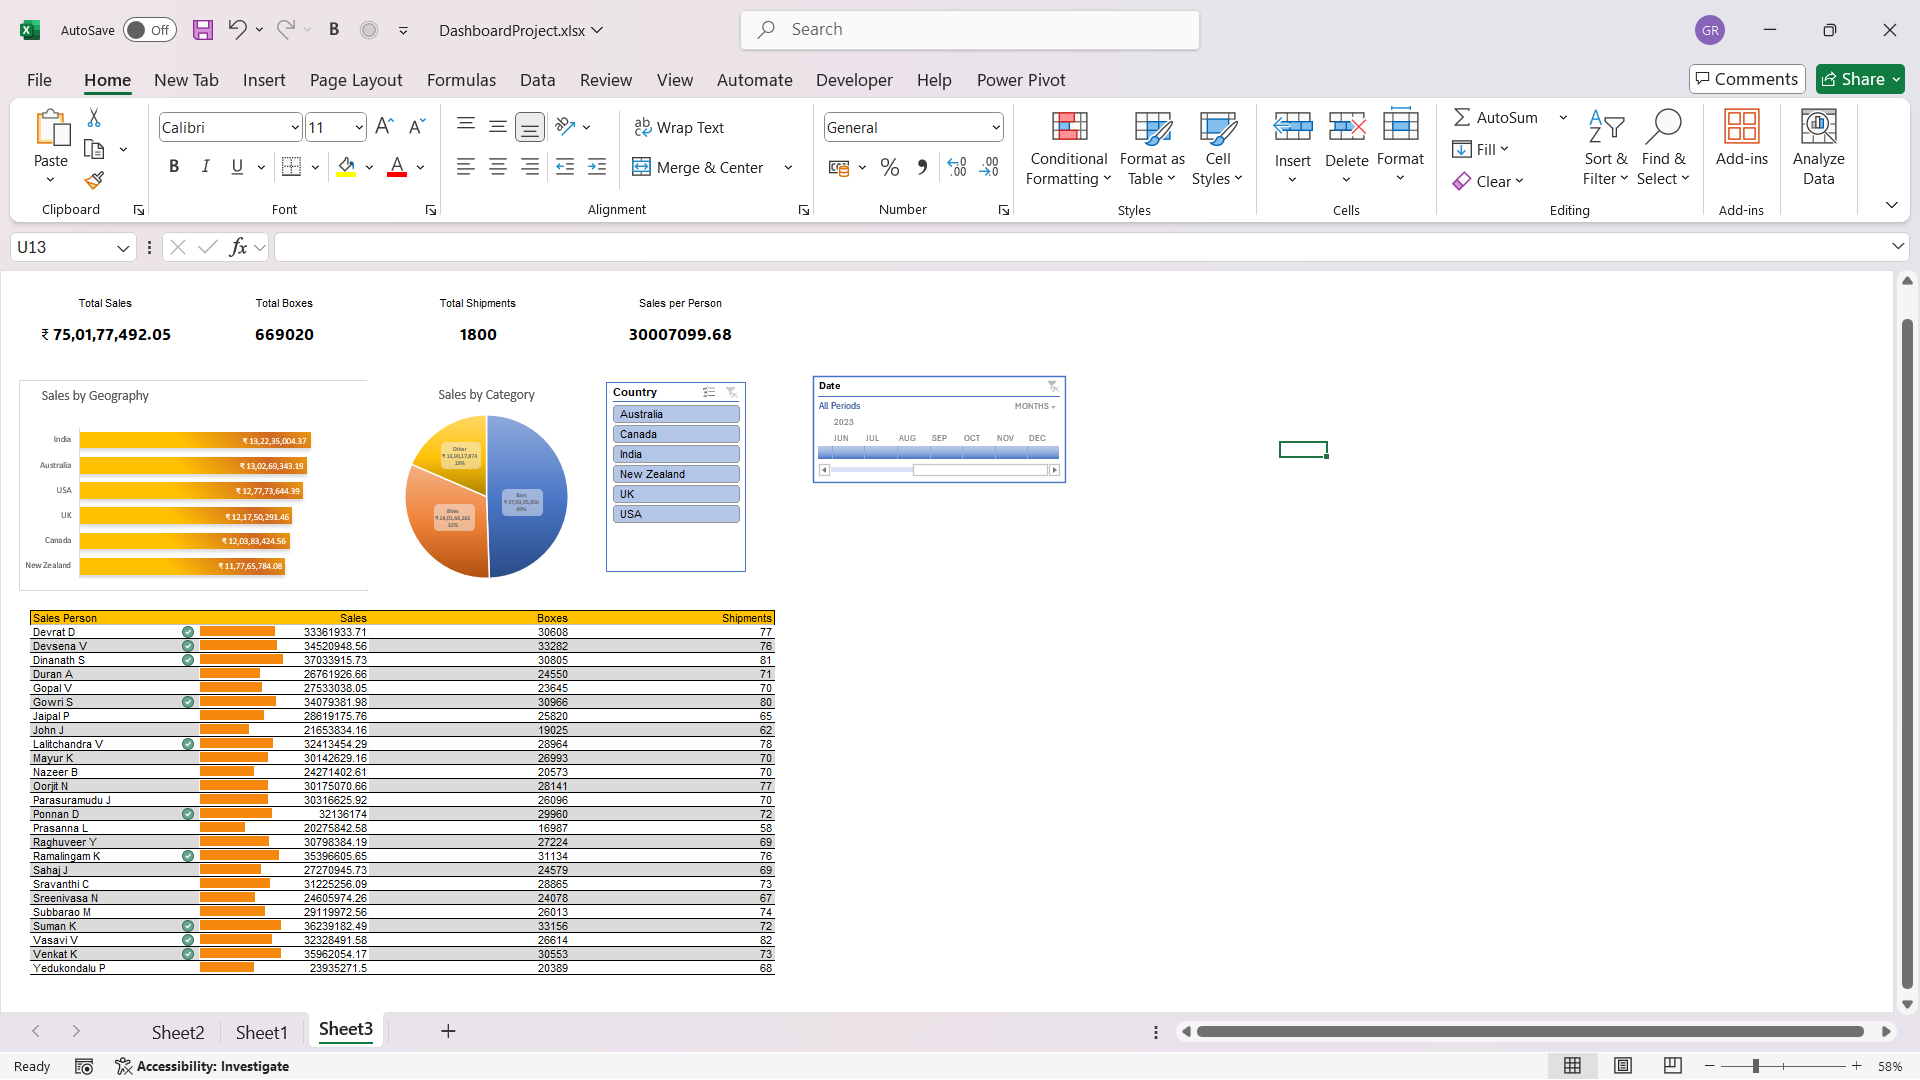 AutoSave Off B DashboardProject.xlsx Search GR
File Home New Tab Insert Page Layout Formulas Data Review View Automate Developer Help Power Pivot Comments Share
Paste
Clipboard
Calibri 11
B I U A
Font
ab Wrap Text
Merge & Center
Alignment
General
% 
Number
Conditional Formatting
Format as Table
Cell Styles
Styles
Insert Delete Format
Cells
AutoSum
Fill
Clear
Sort & Filter
Find & Select
Editing
Add-ins
Add-ins
Analyze Data
U13 fx
Total Sales Total Boxes Total Shipments Sales per Person
₹ 75,01,77,492.05 669020 1800 30007099.68
Sales by Geography
India ₹ 13,22,35,004.37
Australia ₹ 13,02,69,343.19
USA ₹ 12,77,73,644.39
UK ₹ 12,17,50,291.46
Canada ₹ 12,03,83,424.56
New Zealand ₹ 11,77,65,784.08
Sales by Category
Other
Bars
49%
Bites
32%
Country
Australia
Canada
India
New Zealand
UK
USA
Date
All Periods MONTHS
2023
JUN JUL AUG SEP OCT NOV DEC
Sales Person Sales Boxes Shipments
Devrat D 33361933.71 30608 77
Devsena V 34520948.56 33282 76
Dinanath S 37033915.73 30805 81
Duran A 26761926.66 24550 71
Gopal V 27533038.05 23645 70
Gowri S 34079381.98 30966 80
Jaipal P 28619175.76 25820 65
John J 21653834.16 19025 62
Lalitchandra V 32413454.29 28964 78
Mayur K 30142629.16 26993 70
Nazeer B 24271402.61 20573 70
Oorjit N 30175070.66 28141 77
Parasuramudu J 30316625.92 26096 70
Ponnan D 32136174 29960 72
Prasanna L 20275842.58 16987 58
Raghuveer Y 30798384.19 27224 69
Ramalingam K 35396605.65 31134 76
Sahaj J 27270945.73 24579 69
Sravanthi C 31225256.09 28865 73
Sreenivasa N 24605974.26 24078 67
Subbarao M 29119972.56 26013 74
Suman K 36239182.49 33156 72
Vasavi V 32328491.58 26614 82
Venkat K 35962054.17 30553 73
Yedukondalu P 23935271.5 20389 68
Sheet2 Sheet1 Sheet3
Ready Accessibility: Investigate 58%